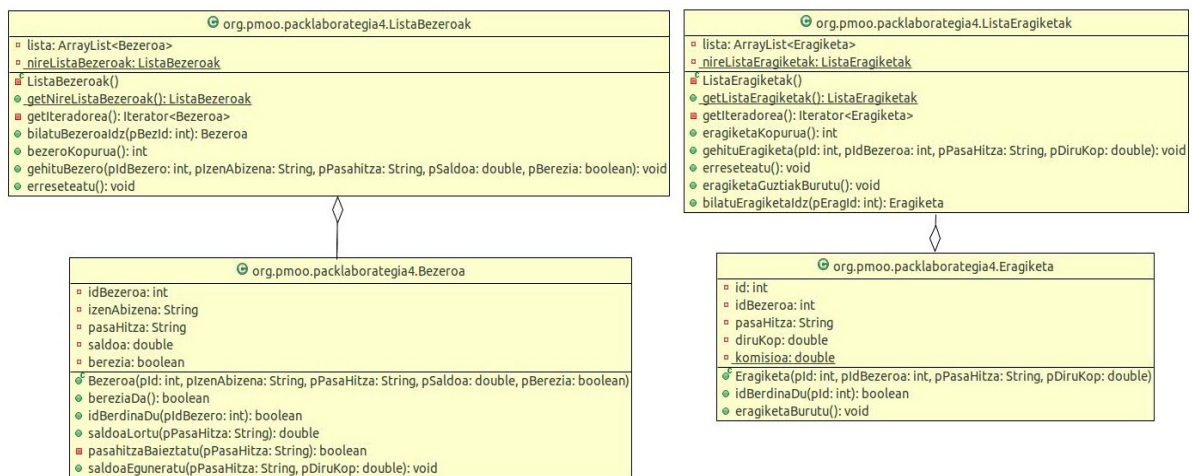 org.pmoo.packlaborategia4.ListaBezeroak
lista: ArrayList<Bezeroa>
nireListaBezeroak: ListaBezeroak
ListaBezeroak()
getNireListaBezeroak(): ListaBezeroak
getIteradorea(): Iterator<Bezeroa>
bilatuBezeroaIdz(pBezId: int): Bezeroa
bezeroKopurua(): int
gehituBezero(pIdBezero: int, pIzenAbizena: String, pPasahitza: String, pSaldoa: double, pBerezia: boolean): void
erreseteatu(): void
org.pmoo.packlaborategia4.ListaEragiketak
lista: ArrayList<Eragiketa>
nireListaEragiketak: ListaEragiketak
ListaEragiketak()
getListaEragiketak(): ListaEragiketak
getIteradorea(): Iterator<Eragiketa>
eragiketaKopurua(): int
gehituEragiketa(pId: int, pIdBezeroa: int, pPasaHitza: String, pDiruKop: double): void
erreseteatu(): void
eragiketaGuztiakBurutu(): void
bilatuEragiketaIdz(pEragId: int): Eragiketa
org.pmoo.packlaborategia4.Bezeroa
idBezeroa: int
izenAbizena: String
pasaHitza: String
saldoa: double
berezia: boolean
Bezeroa(pId: int, pIzenAbizena: String, pPasaHitza: String, pSaldoa: double, pBerezia: boolean)
bereziaDa(): boolean
idBerdinaDu(pIdBezero: int): boolean
saldoaLortu(pPasaHitza: String): double
pasahitzaBaieztatu(pPasaHitza: String): boolean
saldoaEguneratu(pPasaHitza: String, pDiruKop: double): void
org.pmoo.packlaborategia4.Eragiketa
id: int
idBezeroa: int
pasaHitza: String
diruKop: double
komisioa: double
Eragiketa(pId: int, pIdBezeroa: int, pPasaHitza: String, pDiruKop: double)
idBerdinaDu(pId: int): boolean
eragiketaBurutu(): void